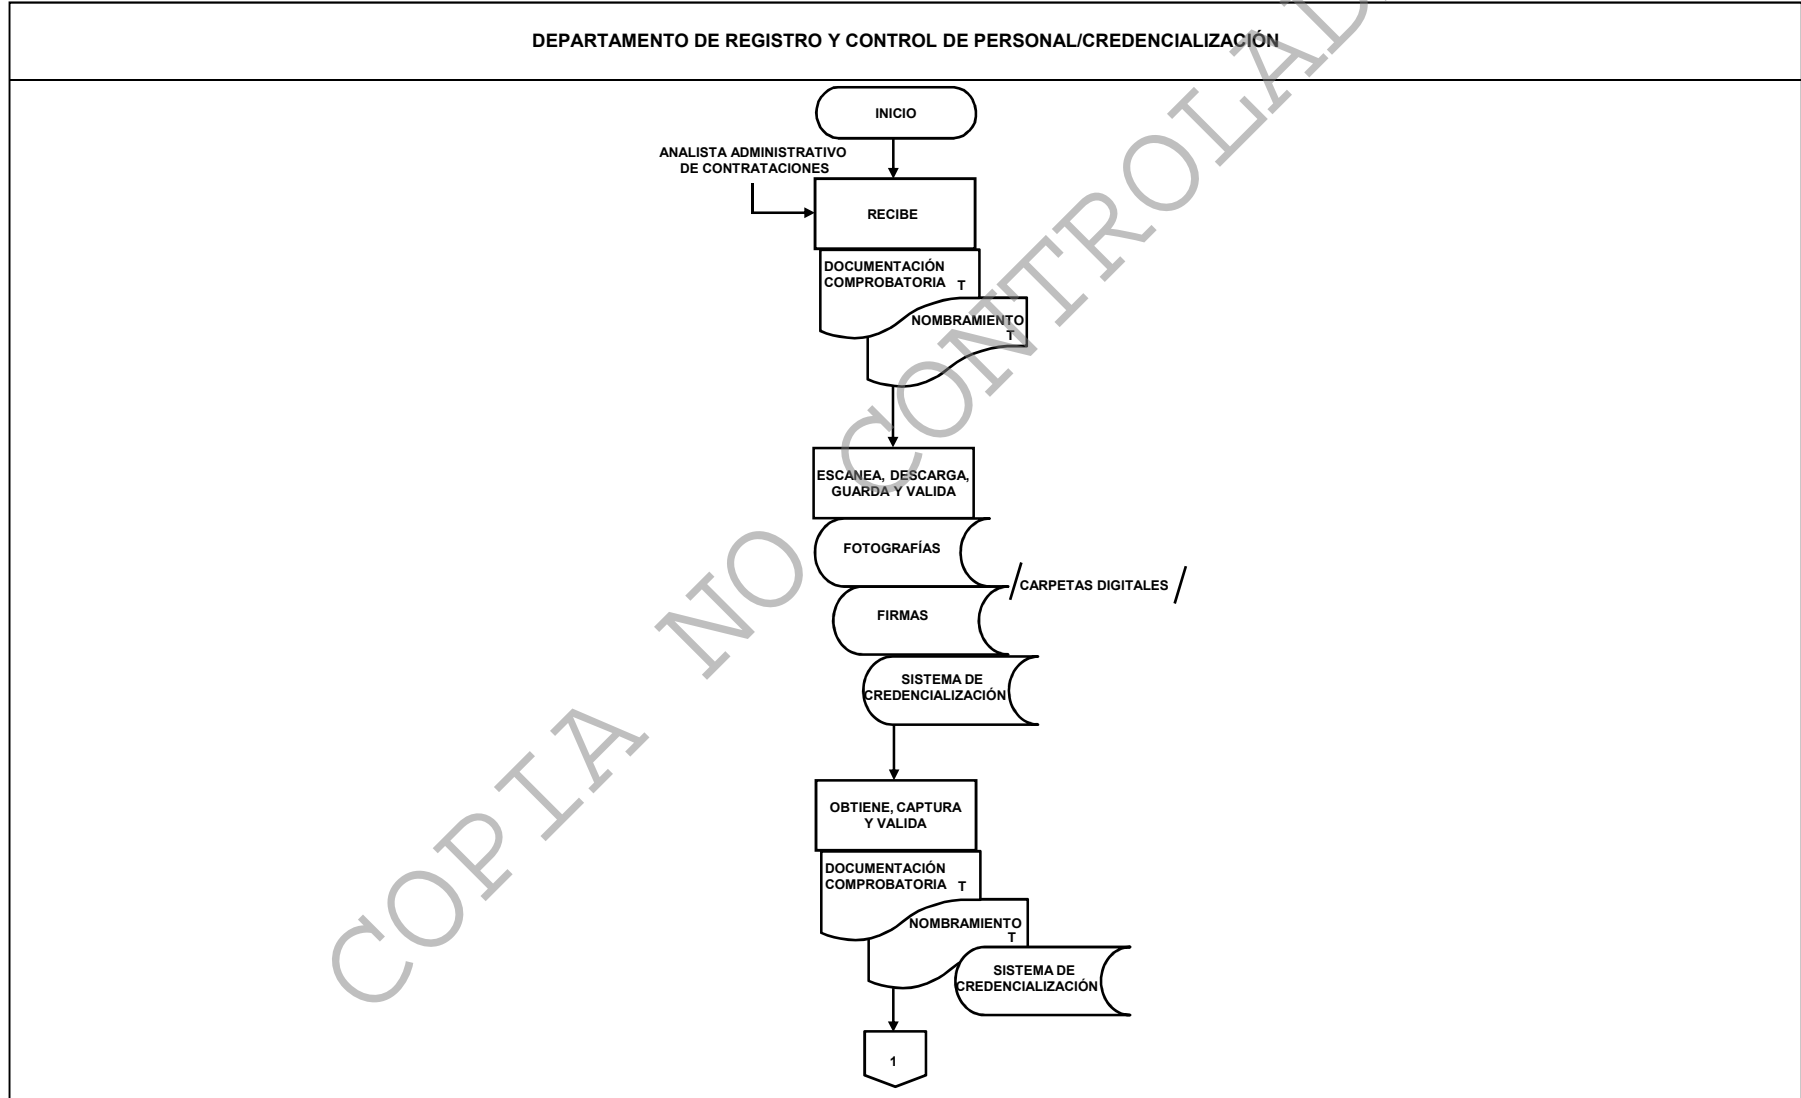 DEPARTAMENTO DE REGISTRO Y CONTROL DE PERSONAL/CREDENCIALIZACIÓN
INICIO
ANALISTA ADMINISTRATIVO
DE CONTRATACIONES
RECIBE
DOCUMENTACIÓN
COMPROBATORIA T
NOMBRAMIENTO
T
ESCANEA, DESCARGA,
GUARDA Y VALIDA
FOTOGRAFÍAS
/ CARPETAS DIGITALES /
FIRMAS
SISTEMA DE
CREDENCIALIZACIÓN
OBTIENE, CAPTURA
Y VALIDA
DOCUMENTACIÓN
COMPROBATORIA T
NOMBRAMIENTO
T
SISTEMA DE
CREDENCIALIZACIÓN
1
COPIA NO CONTROLAD